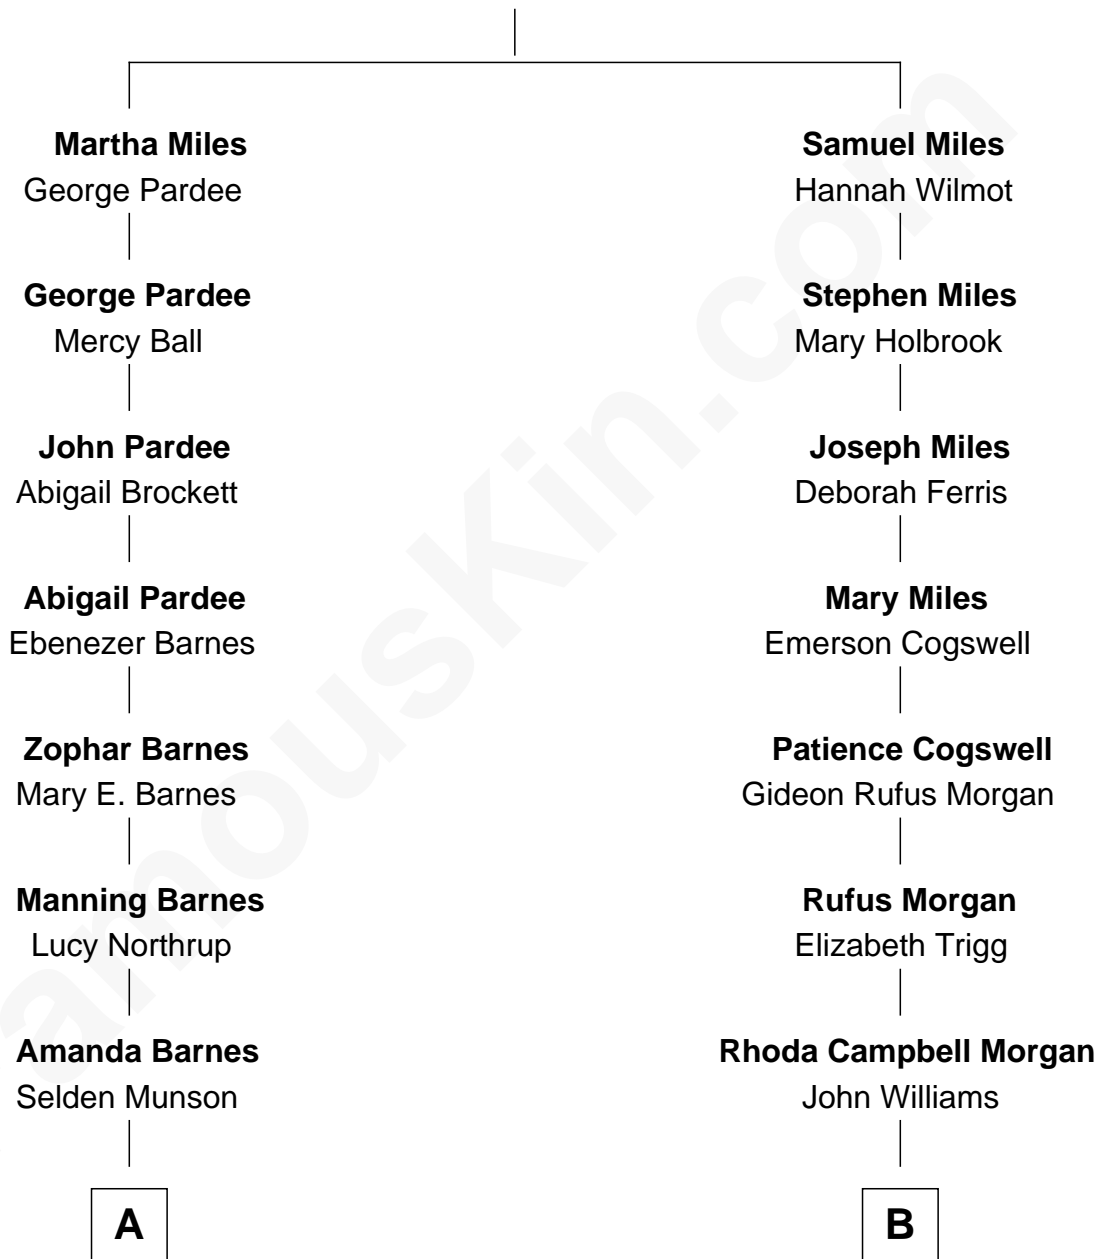 Martha Miles
George Pardee
George Pardee
Mercy Ball
John Pardee
Abigail Brockett
Abigail Pardee
Ebenezer Barnes
Zophar Barnes
Mary E. Barnes
Manning Barnes
Lucy Northrup
Amanda Barnes
Selden Munson
A
Samuel Miles
Hannah Wilmot
Stephen Miles
Mary Holbrook
Joseph Miles
Deborah Ferris
Mary Miles
Emerson Cogswell
Patience Cogswell
Gideon Rufus Morgan
Rufus Morgan
Elizabeth Trigg
Rhoda Campbell Morgan
John Williams
B
amousKin.com